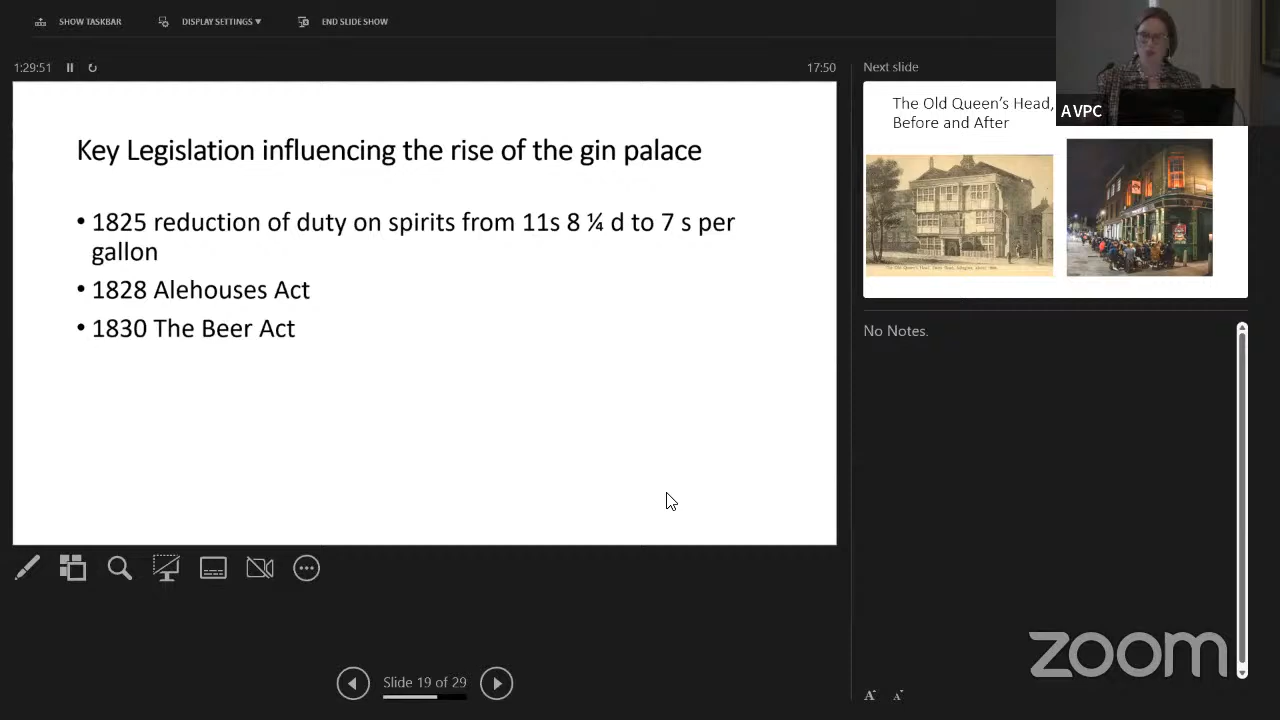 SHOW TASKBAR
DISPLAY SETTINGS ▼
END SLIDE SHOW
1:29:51
17:50
Next slide
Key Legislation influencing the rise of the gin palace
• 1825 reduction of duty on spirits from 11s 8 ¼ d to 7 s per
gallon
• 1828 Alehouses Act
• 1830 The Beer Act
The Old Queen's Head,
Before and After
AVPC
No Notes.
Slide 19 of 29
A
A
zoom